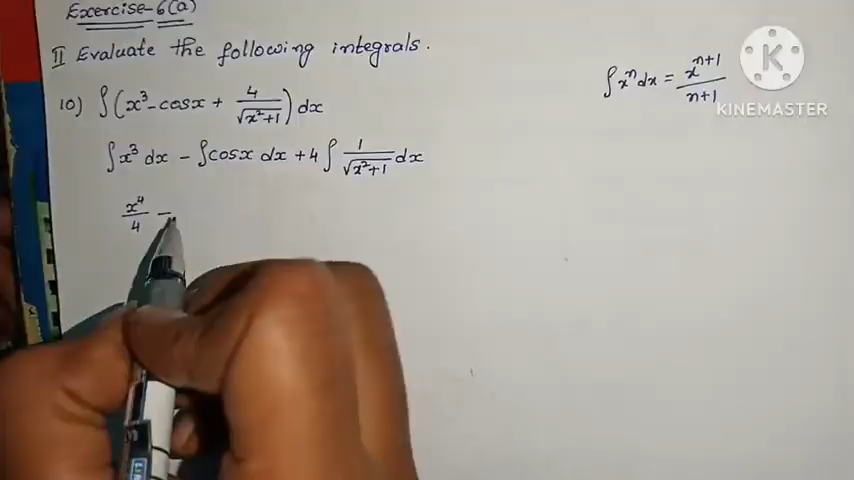 Exercise-6(a)
II Evaluate the following integrals.
10) ∫(x³-cosx + 4/√(x²+1)) dx
∫x³ dx - ∫cosx dx + 4∫ 1/√(x²+1) dx
x⁴/4 -
∫xⁿ dx = xⁿ⁺¹/n+1
K
KINEMASTER